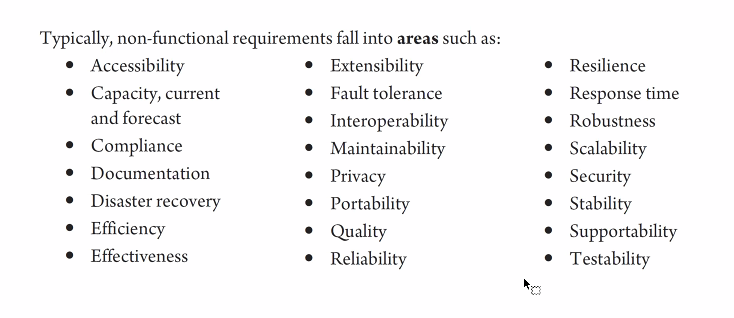 Typically, non-functional requirements fall into areas such as:
• Accessibility
• Capacity, current
and forecast
• Compliance
• Documentation
• Disaster recovery
• Efficiency
• Effectiveness
• Extensibility
• Fault tolerance
• Interoperability
• Maintainability
• Privacy
• Portability
• Quality
• Reliability
• Resilience
• Response time
• Robustness
• Scalability
• Security
• Stability
• Supportability
• Testability